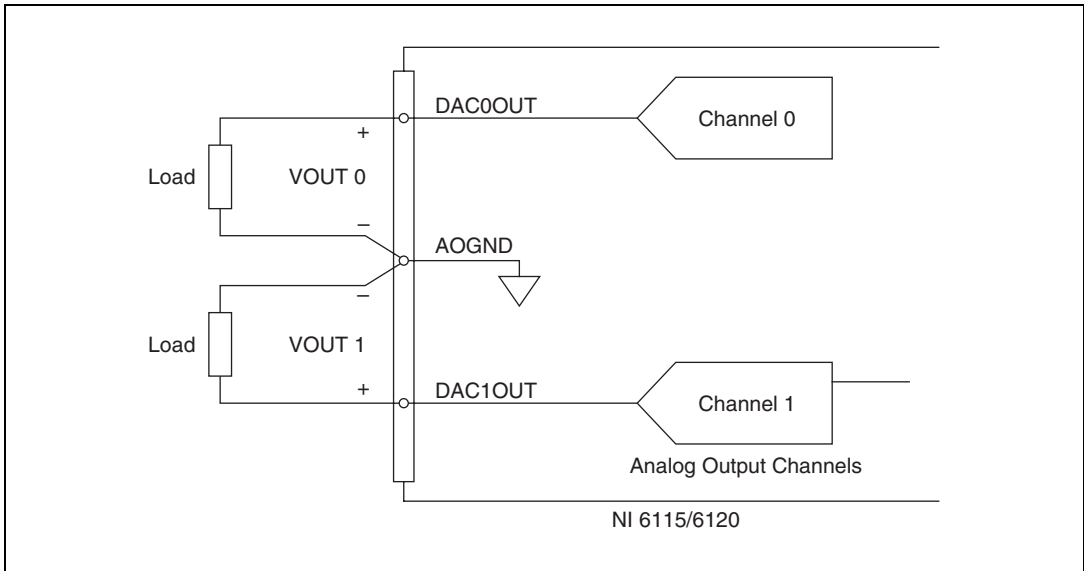 DAC0OUT
Channel 0
+
Load
VOUT 0
–
AOGND
–
Load
VOUT 1
+
DAC1OUT
Channel 1
Analog Output Channels
NI 6115/6120